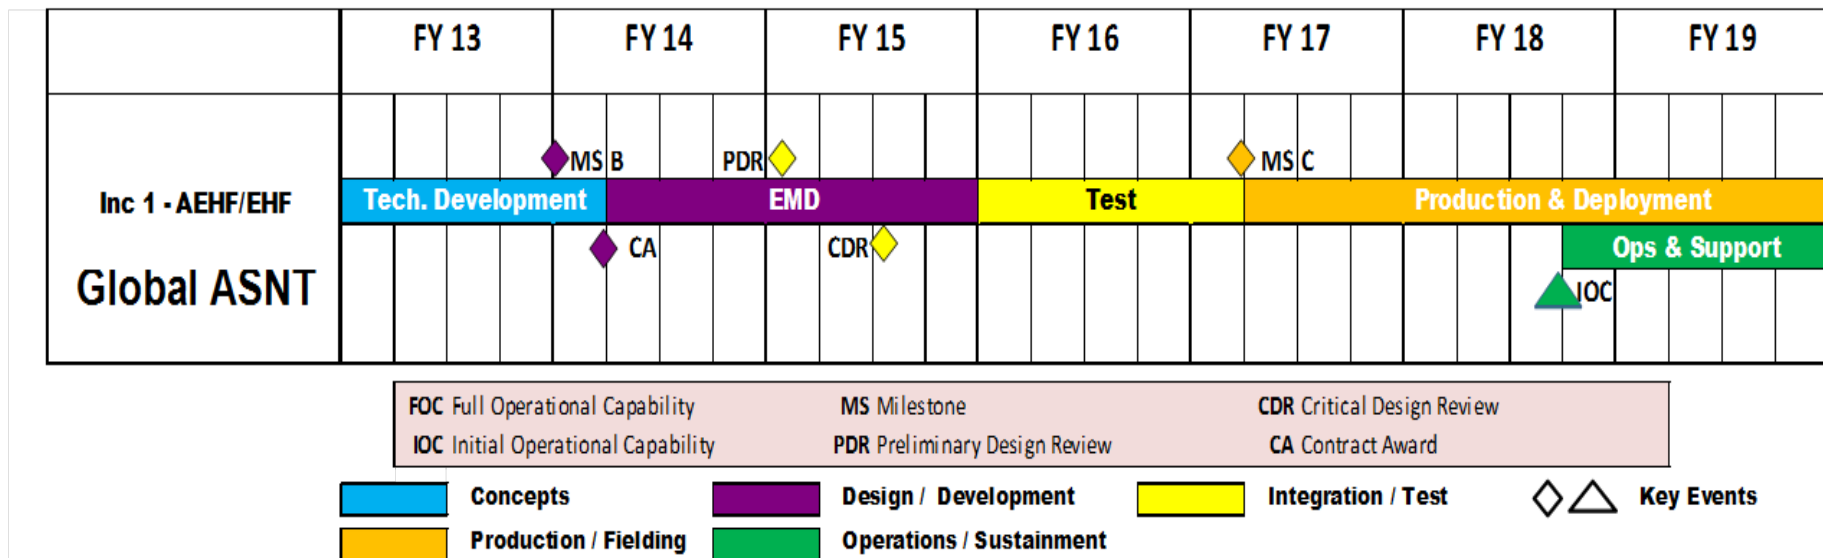 FY 13 FY 14 FY 15 FY 16 FY 17 FY 18 FY 19
MS B PDR MS C
Inc 1 - AEHF/EHF Tech. Development EMD Test Production & Deployment
CA CDR Ops & Support
Global ASNT IOC
FOC Full Operational Capability MS Milestone CDR Critical Design Review
IOC Initial Operational Capability PDR Preliminary Design Review CA Contract Award
Concepts Design / Development Integration / Test Key Events
Production / Fielding Operations / Sustainment